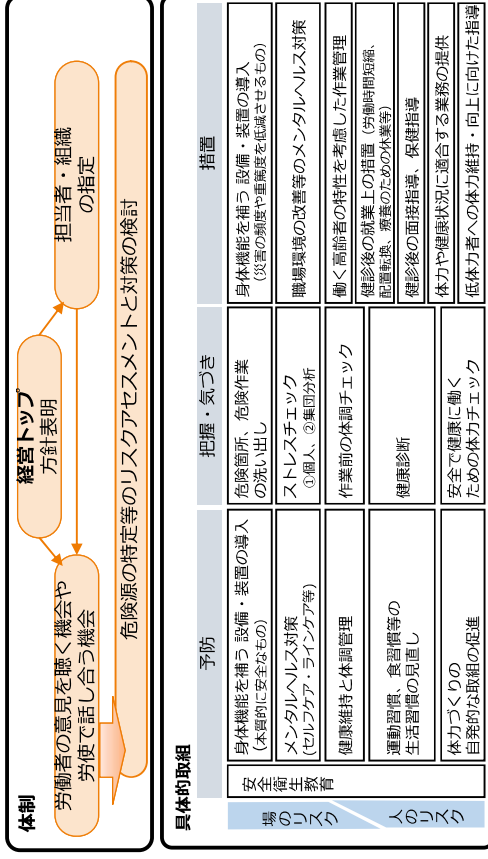 体制
経営トップ
方針表明
労働者の意見を聴く機会や
労使で話し合う機会
担当者・組織
の指定
危険源の特定等のリスクアセスメントと対策の検討
具体的取組
予防
把握・気づき
措置
場のリスク
人のリスク
安全衛生教育
身体機能を補う 設備・装置の導入
(本質的に安全なもの)
危険箇所、危険作業
の洗い出し
身体機能を補う 設備・装置の導入
(災害の頻度や重篤度を低減させるもの)
メンタルヘルス対策
(セルフケア・ラインケア等)
ストレスチェック
①個人、②集団分析
職場環境の改善等のメンタルヘルス対策
健康維持と体調管理
作業前の体調チェック
働く高齢者の特性を考慮した作業管理
運動習慣、食習慣等の
生活習慣の見直し
健康診断
健診後の就業上の措置(労働時間短縮、
配置転換、療養のための休業等)
健診後の面接指導、保健指導
体力づくりの
自発的な取組の促進
安全で健康に働く
ための体力チェック
体力や健康状況に適合する業務の提供
低体力者への体力維持・向上に向けた指導